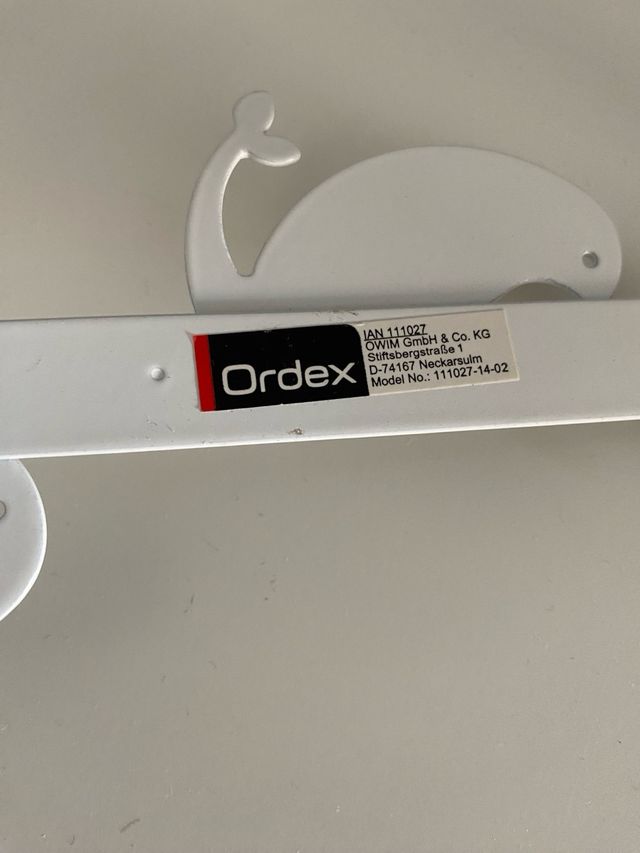 Ordex
IAN 111027
OWIM GmbH & Co. KG
Stiftsbergstraße 1
D-74167 Neckarsulm
Model No.: 111027-14-02